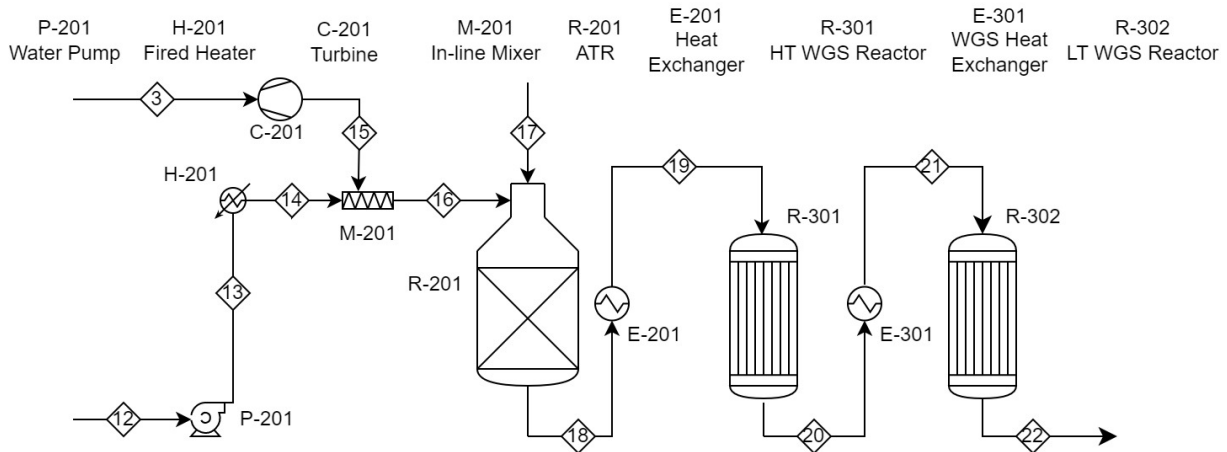 P-201
Water Pump
H-201
Fired Heater
C-201
Turbine
M-201
In-line Mixer
R-201
ATR
E-201
Heat
Exchanger
R-301
HT WGS Reactor
E-301
WGS Heat
Exchanger
R-302
LT WGS Reactor
3
C-201
15
17
H-201
14
M-201
16
13
12
P-201
R-201
18
E-201
19
R-301
20
E-301
21
R-302
22